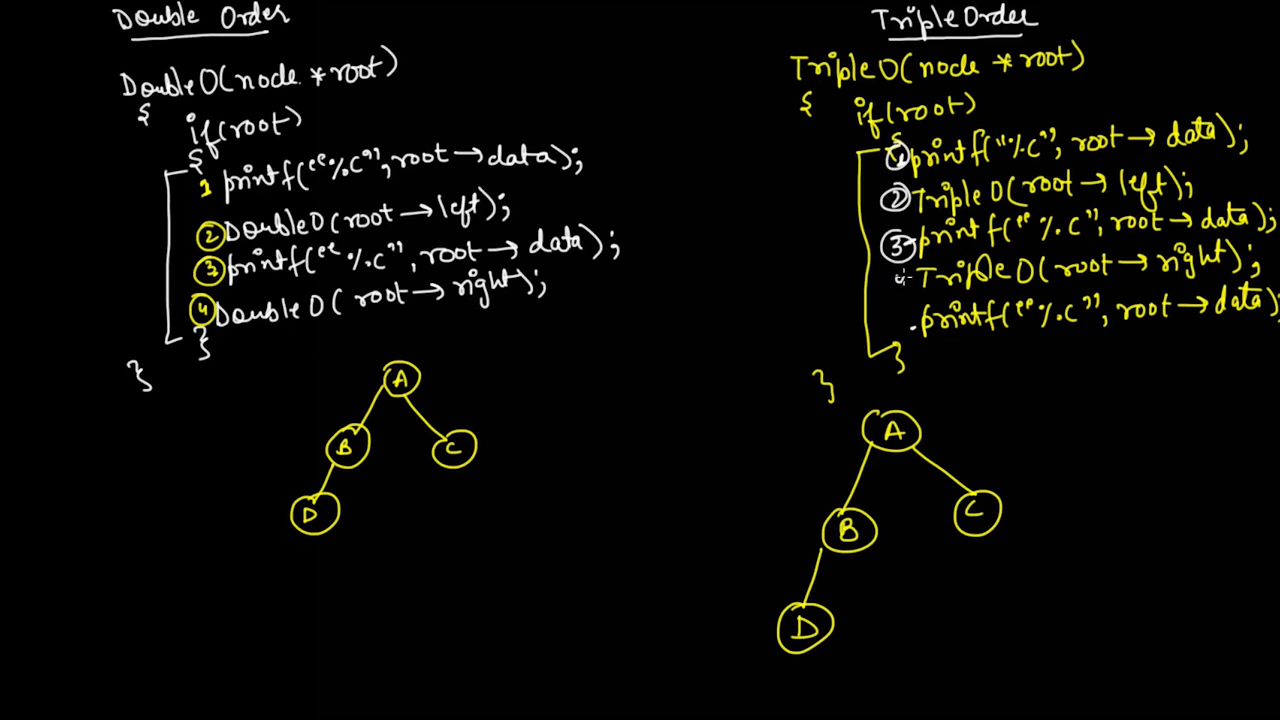 Double Order
DoubleO(node *root)
{
if(root)
{
1 printf("%c", root→data);
2 DoubleO(root→left);
3 printf("%c", root→data);
4 DoubleO(root→right);
}
}
A
B
C
D
TripleOrder
TripleO(node *root)
{
if(root)
{
1 printf("%c", root→data);
2 TripleO(root→left);
3 printf("%c", root→data);
TripleO(root→right);
printf("%c", root→data)
}
}
A
B
C
D